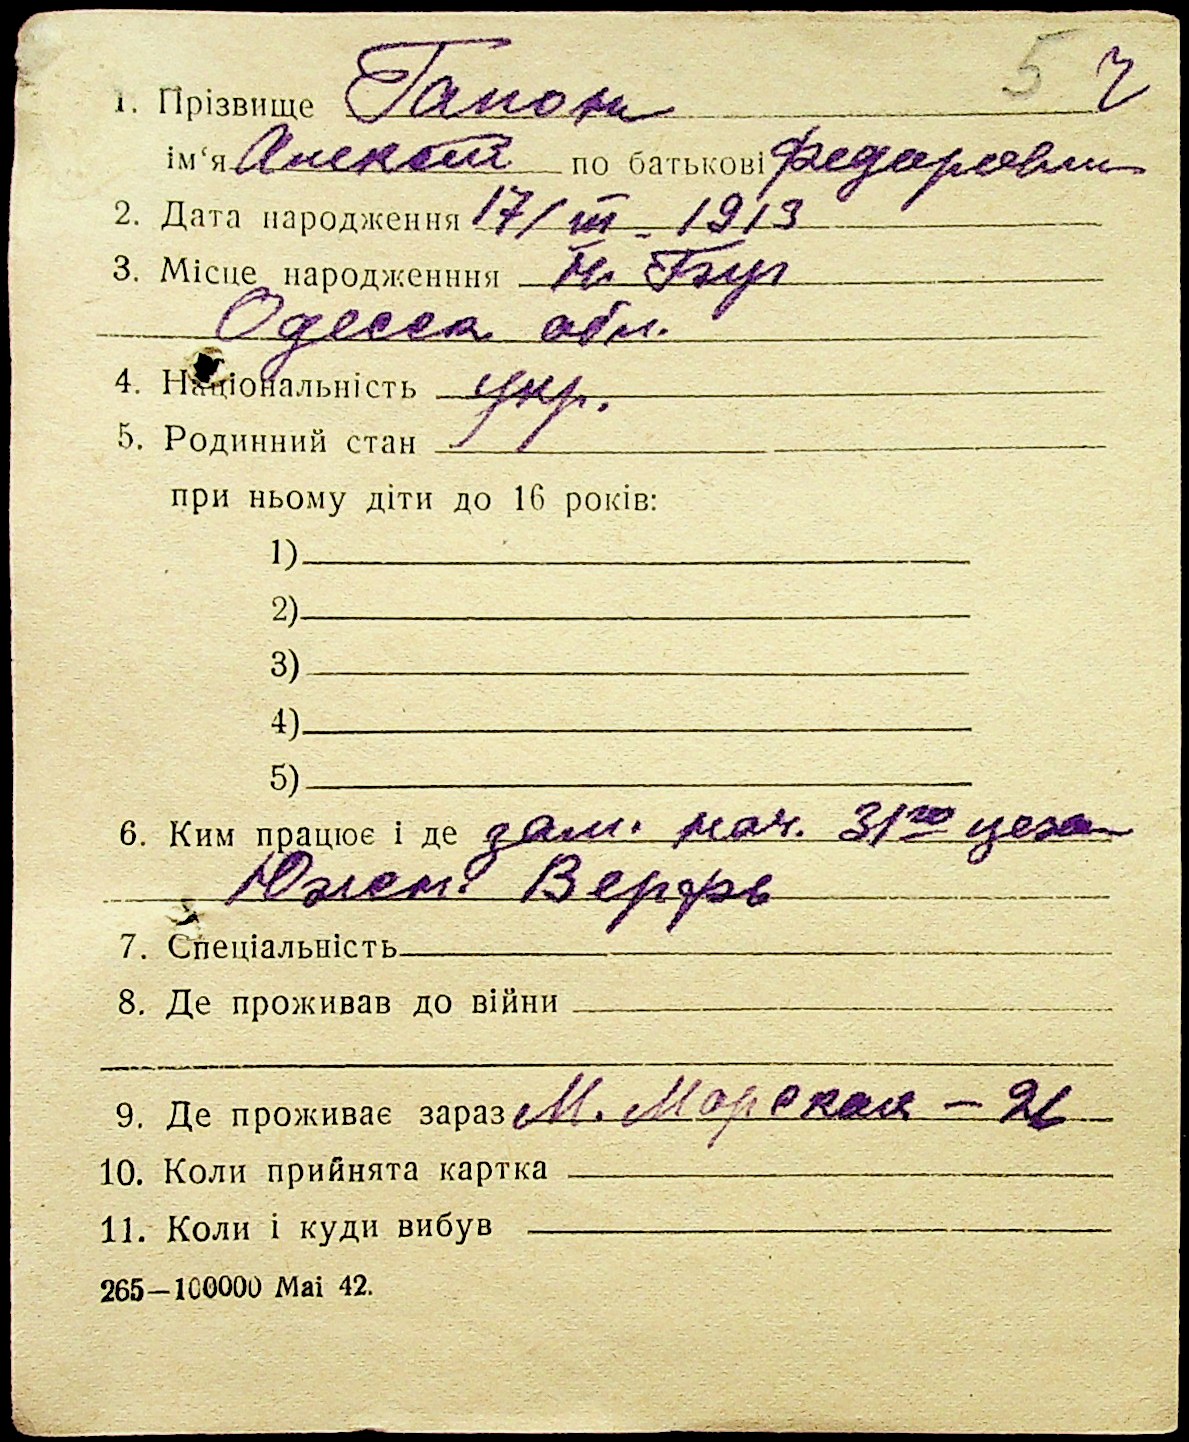 5 Ч
1. Прізвище Гапон
ім‘я Алексей по батькові Федорович
2. Дата народження 17/III - 1913
3. Місце народженння Н. Буг
Одесск обл.
4. Національність укр.
5. Родинний стан
при ньому діти до 16 років:
1)
2)
3)
4)
5)
6. Ким працює і де зам. нач. 31го цеха
Южн. Верфь
7. Спеціальність
8. Де проживав до війни
9. Де проживає зараз М. Морская –
10. Коли прийнята картка
11. Коли і куди вибув
265—100000 Mai 42.